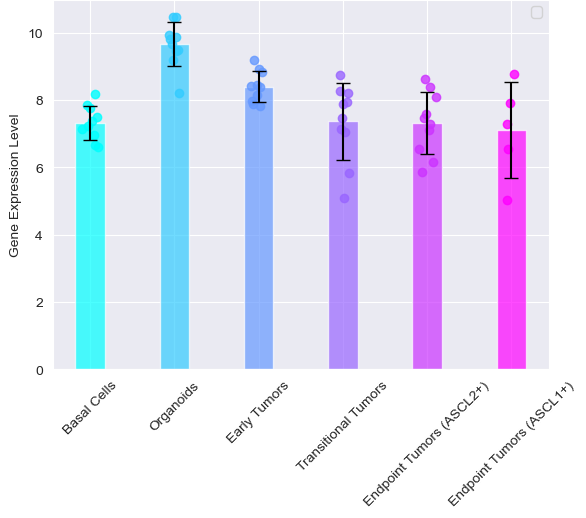 10
8
6
4
2
0
Gene Expression Level
Basal Cells
Organoids
Early Tumors
Transitional Tumors
Endpoint Tumors (ASCL2+)
Endpoint Tumors (ASCL1+)